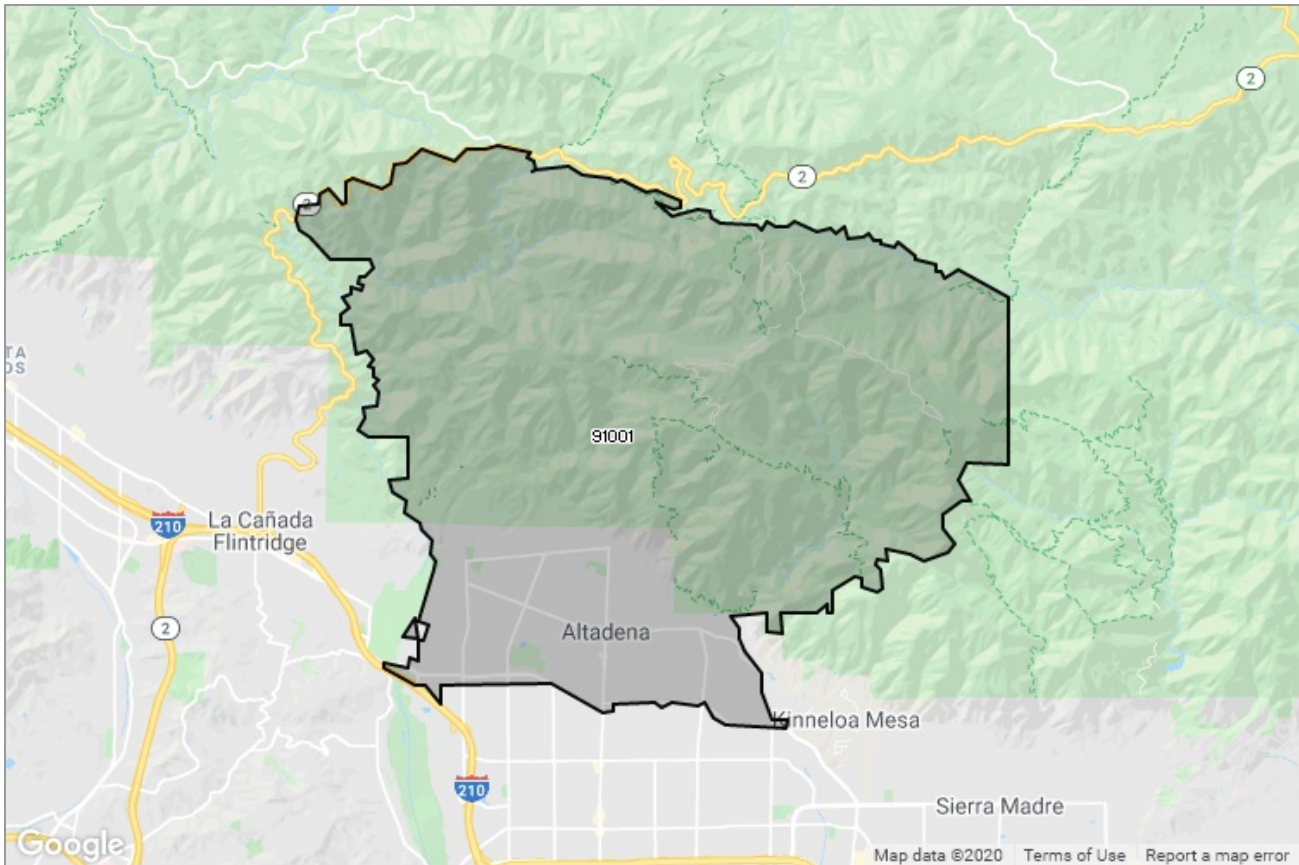 2
2
2
TA
OS
91001
210
La Cañada
Flintridge
2
Altadena
Kinneloa Mesa
210
Sierra Madre
Google
Map data ©2020 Terms of Use Report a map error